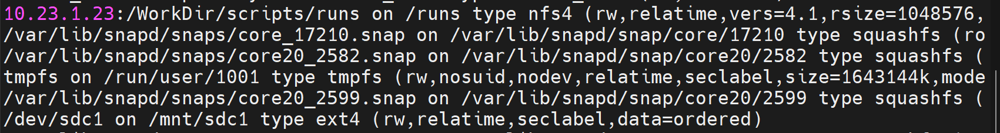 10.23.1.23:/WorkDir/scripts/runs on /runs type nfs4 (rw,relatime,vers=4.1,rsize=1048576,
/var/lib/snapd/snaps/core_17210.snap on /var/lib/snapd/snap/core/17210 type squashfs (ro
/var/lib/snapd/snaps/core20_2582.snap on /var/lib/snapd/snap/core20/2582 type squashfs (
tmpfs on /run/user/1001 type tmpfs (rw,nosuid,nodev,relatime,seclabel,size=1643144k,mode
/var/lib/snapd/snaps/core20_2599.snap on /var/lib/snapd/snap/core20/2599 type squashfs (
/dev/sdc1 on /mnt/sdc1 type ext4 (rw,relatime,seclabel,data=ordered)